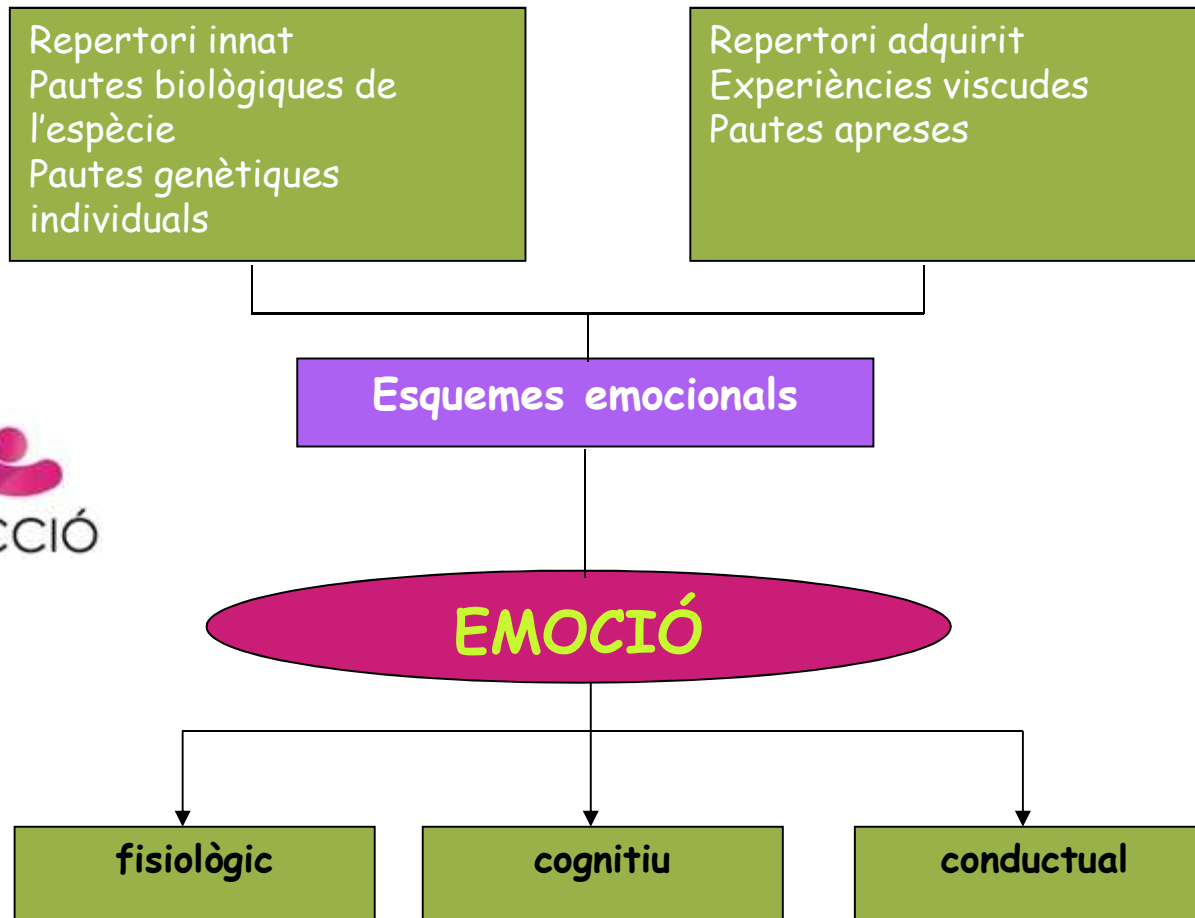 Repertori innat
Pautes biològiques de
l'espècie
Pautes genètiques
individuals
Repertori adquirit
Experiències viscudes
Pautes apreses
Esquemes emocionals
CCIÓ
EMOCIÓ
fisiològic
cognitiu
conductual